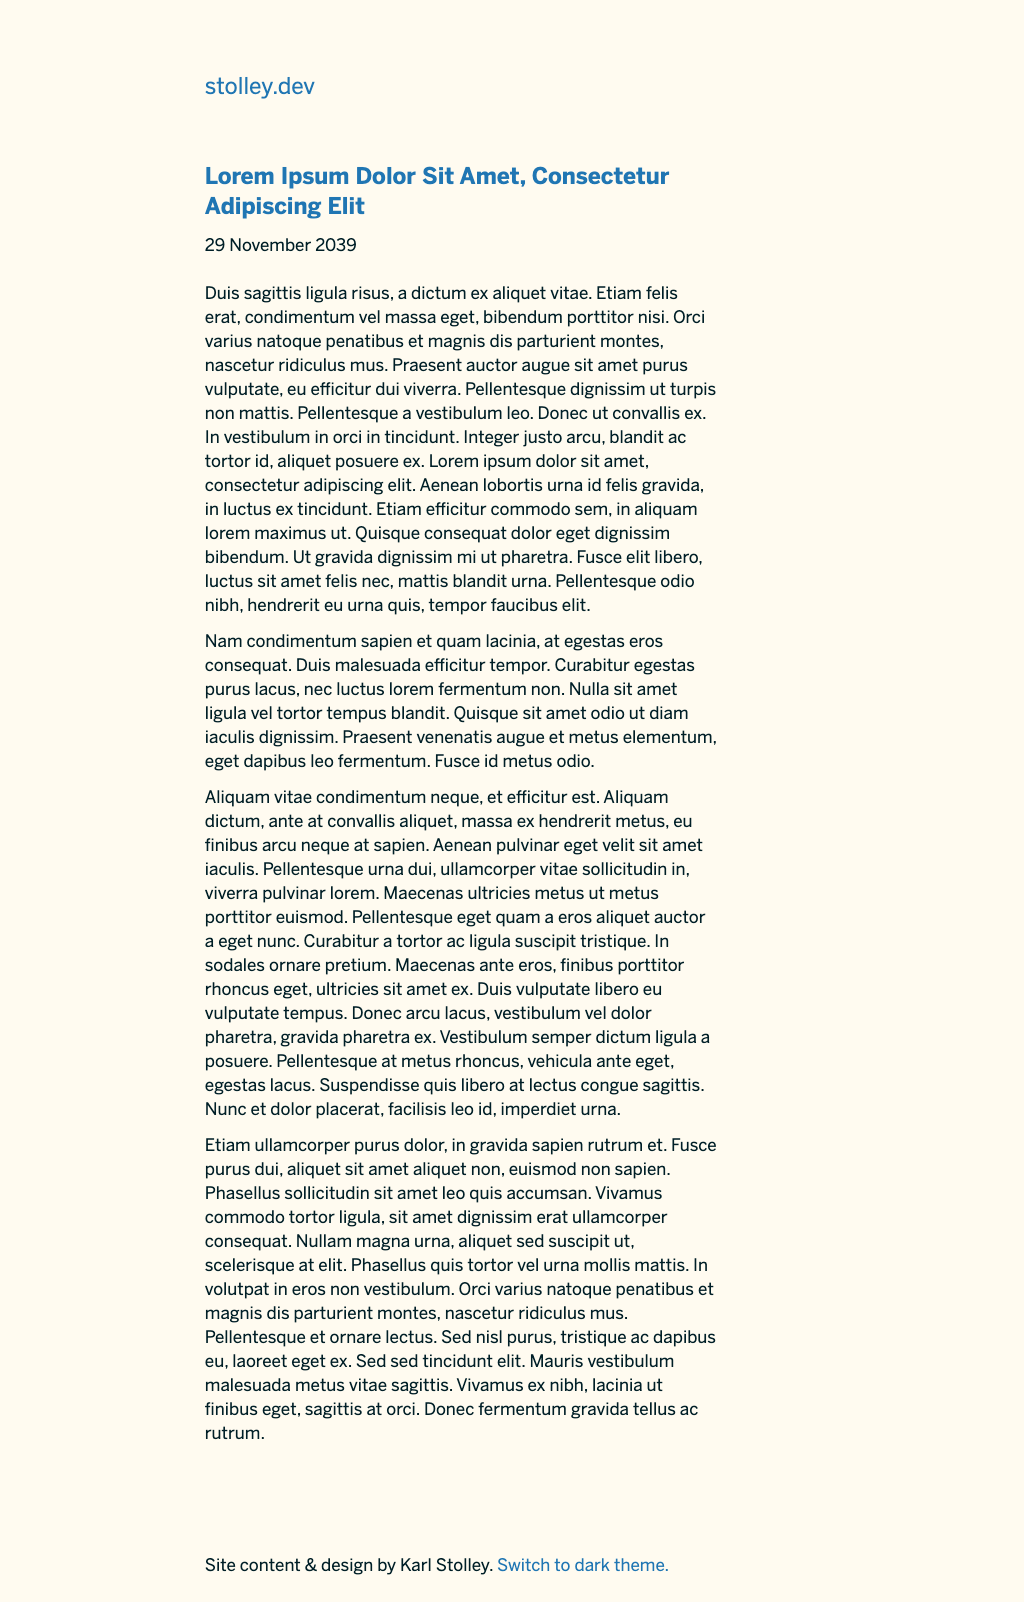 stolley.dev
Lorem Ipsum Dolor Sit Amet, Consectetur
Adipiscing Elit
29 November 2039
Duis sagittis ligula risus, a dictum ex aliquet vitae. Etiam felis
erat, condimentum vel massa eget, bibendum porttitor nisi. Orci
varius natoque penatibus et magnis dis parturient montes,
nascetur ridiculus mus. Praesent auctor augue sit amet purus
vulputate, eu efficitur dui viverra. Pellentesque dignissim ut turpis
non mattis. Pellentesque a vestibulum leo. Donec ut convallis ex.
In vestibulum in orci in tincidunt. Integer justo arcu, blandit ac
tortor id, aliquet posuere ex. Lorem ipsum dolor sit amet,
consectetur adipiscing elit. Aenean lobortis urna id felis gravida,
in luctus ex tincidunt. Etiam efficitur commodo sem, in aliquam
lorem maximus ut. Quisque consequat dolor eget dignissim
bibendum. Ut gravida dignissim mi ut pharetra. Fusce elit libero,
luctus sit amet felis nec, mattis blandit urna. Pellentesque odio
nibh, hendrerit eu urna quis, tempor faucibus elit.
Nam condimentum sapien et quam lacinia, at egestas eros
consequat. Duis malesuada efficitur tempor. Curabitur egestas
purus lacus, nec luctus lorem fermentum non. Nulla sit amet
ligula vel tortor tempus blandit. Quisque sit amet odio ut diam
iaculis dignissim. Praesent venenatis augue et metus elementum,
eget dapibus leo fermentum. Fusce id metus odio.
Aliquam vitae condimentum neque, et efficitur est. Aliquam
dictum, ante at convallis aliquet, massa ex hendrerit metus, eu
finibus arcu neque at sapien. Aenean pulvinar eget velit sit amet
iaculis. Pellentesque urna dui, ullamcorper vitae sollicitudin in,
viverra pulvinar lorem. Maecenas ultricies metus ut metus
porttitor euismod. Pellentesque eget quam a eros aliquet auctor
a eget nunc. Curabitur a tortor ac ligula suscipit tristique. In
sodales ornare pretium. Maecenas ante eros, finibus porttitor
rhoncus eget, ultricies sit amet ex. Duis vulputate libero eu
vulputate tempus. Donec arcu lacus, vestibulum vel dolor
pharetra, gravida pharetra ex. Vestibulum semper dictum ligula a
posuere. Pellentesque at metus rhoncus, vehicula ante eget,
egestas lacus. Suspendisse quis libero at lectus congue sagittis.
Nunc et dolor placerat, facilisis leo id, imperdiet urna.
Etiam ullamcorper purus dolor, in gravida sapien rutrum et. Fusce
purus dui, aliquet sit amet aliquet non, euismod non sapien.
Phasellus sollicitudin sit amet leo quis accumsan. Vivamus
commodo tortor ligula, sit amet dignissim erat ullamcorper
consequat. Nullam magna urna, aliquet sed suscipit ut,
scelerisque at elit. Phasellus quis tortor vel urna mollis mattis. In
volutpat in eros non vestibulum. Orci varius natoque penatibus et
magnis dis parturient montes, nascetur ridiculus mus.
Pellentesque et ornare lectus. Sed nisl purus, tristique ac dapibus
eu, laoreet eget ex. Sed sed tincidunt elit. Mauris vestibulum
malesuada metus vitae sagittis. Vivamus ex nibh, lacinia ut
finibus eget, sagittis at orci. Donec fermentum gravida tellus ac
rutrum.
Site content & design by Karl Stolley. Switch to dark theme.